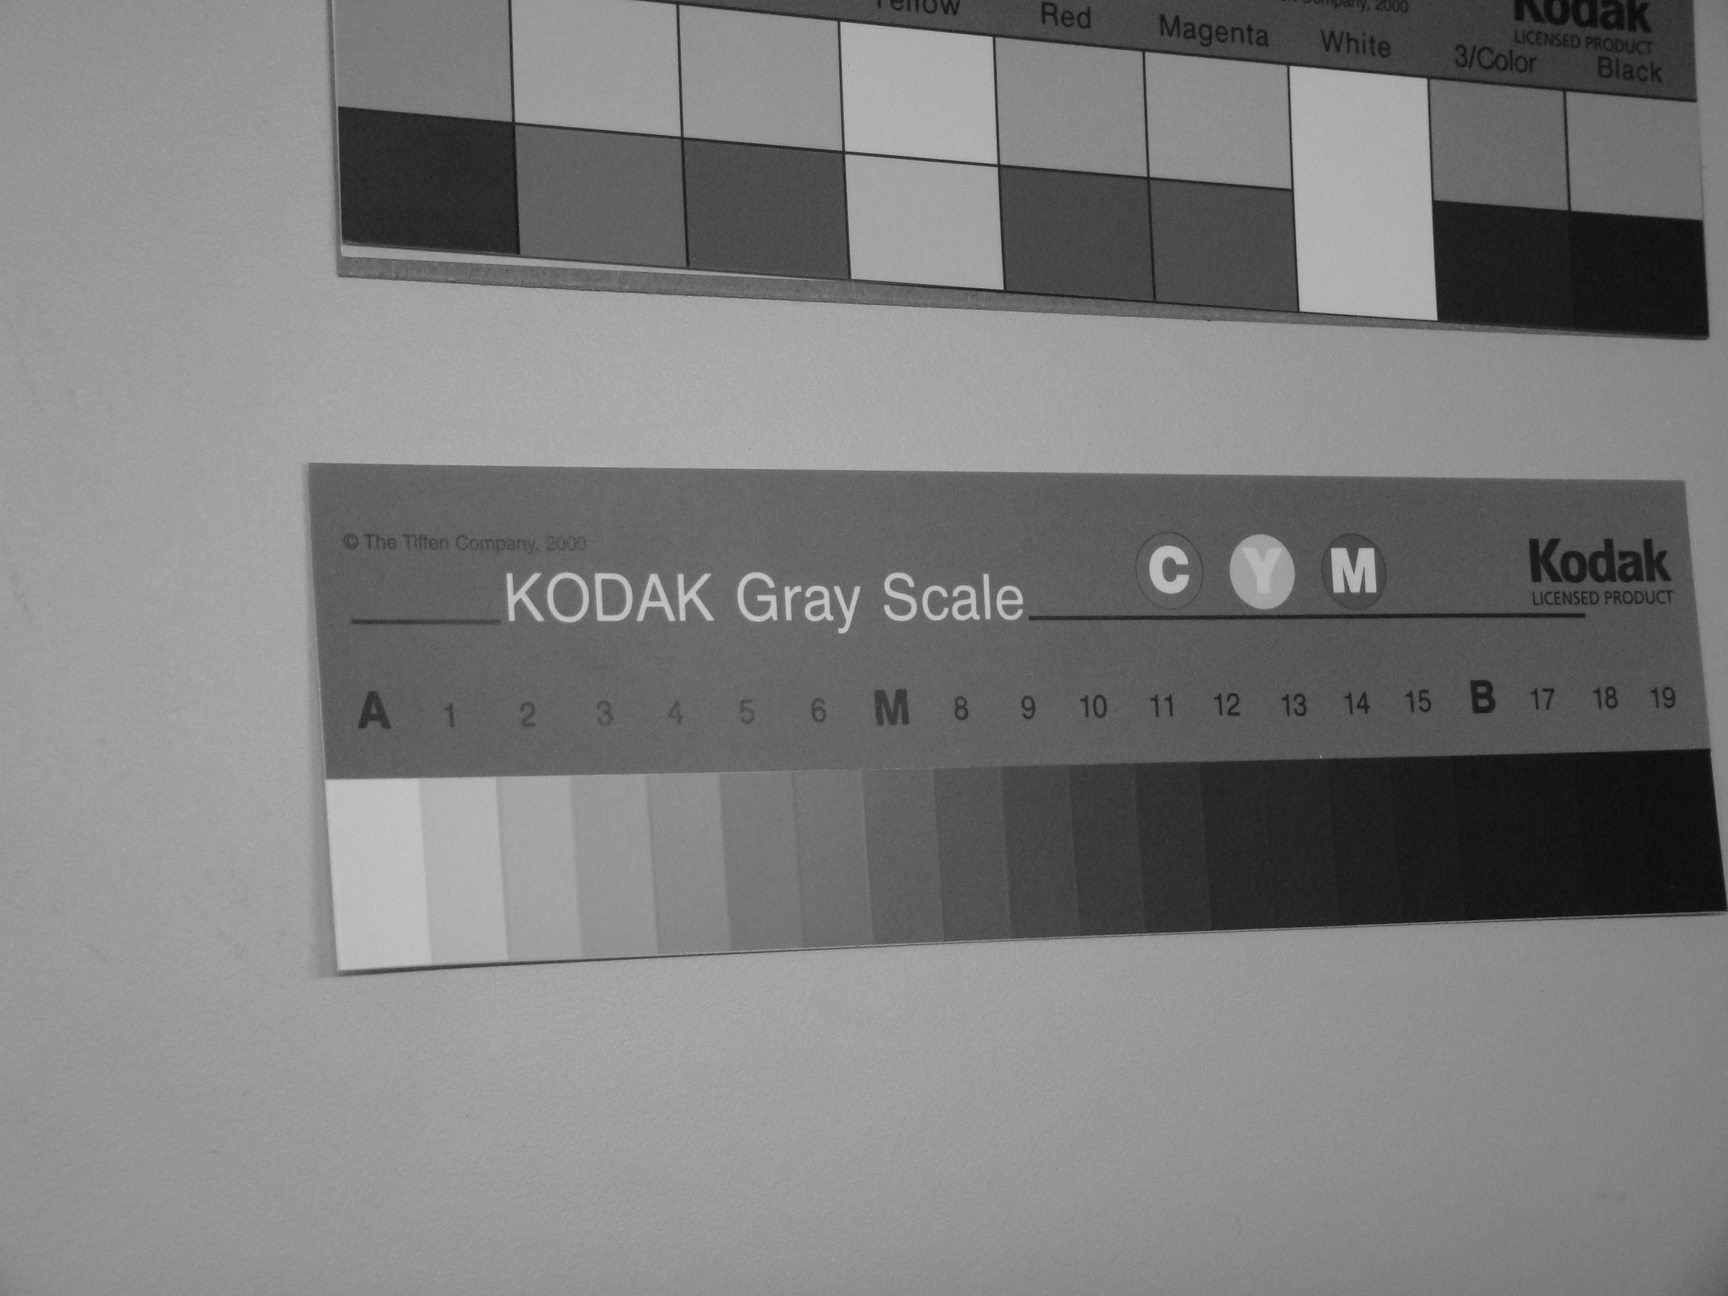 Company, 2000
Kodak
LICENSED PRODUCT
Yellow Red Magenta White 3/Color Black
© The Tiffen Company, 2000
KODAK Gray Scale
C Y M
Kodak
LICENSED PRODUCT
A 1 2 3 4 5 6 M 8 9 10 11 12 13 14 15 B 17 18 19